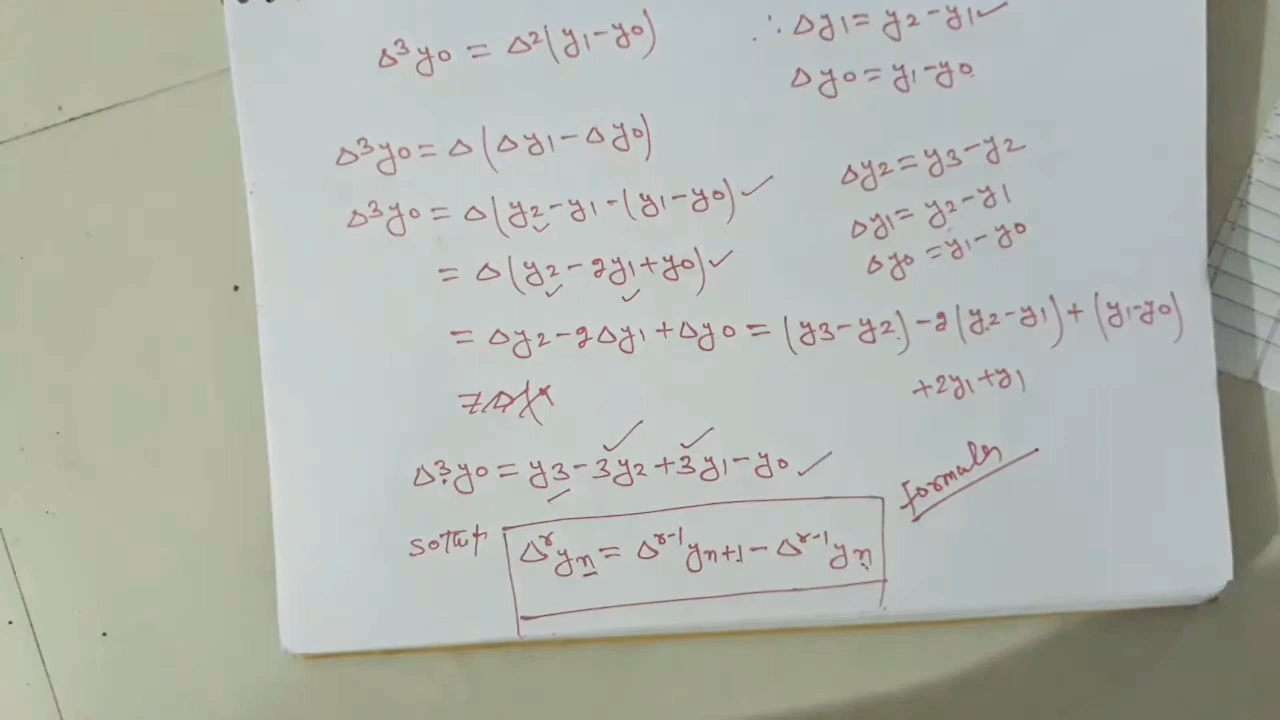 Δ³y0 = Δ²(y1-y0)
∴ Δy1 = y2-y1 ✓
Δy0 = y1-y0
Δ³y0 = Δ(Δy1-Δy0)
Δ³y0 = Δ(y2-y1-(y1-y0) ✓
= Δ(y2-2y1+y0) ✓
Δy2 = y3-y2
Δy1 = y2-y1
Δy0 = y1-y0
= Δy2-2Δy1+Δy0 = (y3-y2)-2(y2-y1)+(y1-y0)
+2y1+y1
Δ³y0 = y3-3y2+3y1-y0 ✓
formula
Δʳyn = Δʳ⁻¹yn+1 - Δʳ⁻¹yn